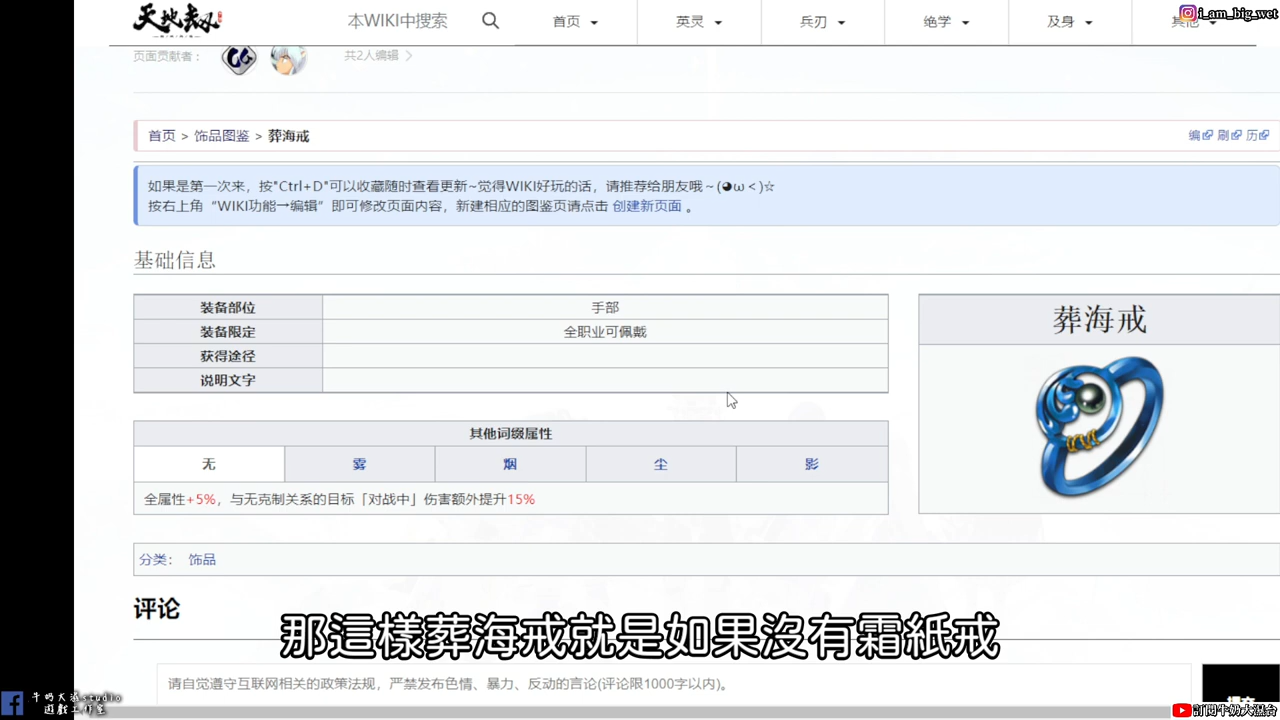 天地劫
本WIKI中搜索
首页
英灵
兵刃
绝学
及身
其他
i_am_big_wet
页面贡献者：
共2人编辑
首页 > 饰品图鉴 > 葬海戒
编 刷 历
如果是第一次来，按"Ctrl+D"可以收藏随时查看更新~觉得WIKI好玩的话，请推荐给朋友哦～(◕ω＜)☆
按右上角“WIKI功能→编辑”即可修改页面内容，新建相应的图鉴页请点击 创建新页面 。
基础信息
装备部位 手部
装备限定 全职业可佩戴
获得途径
说明文字
葬海戒
其他词缀属性
无 雾 烟 尘 影
全属性+5%，与无克制关系的目标「对战中」伤害额外提升15%
分类： 饰品
评论
那這樣葬海戒就是如果沒有霜紙戒
请自觉遵守互联网相关的政策法规，严禁发布色情、暴力、反动的言论(评论限1000字以内)。
牛奶大濕studio
遊戲工作室
訂閱牛奶大濕台